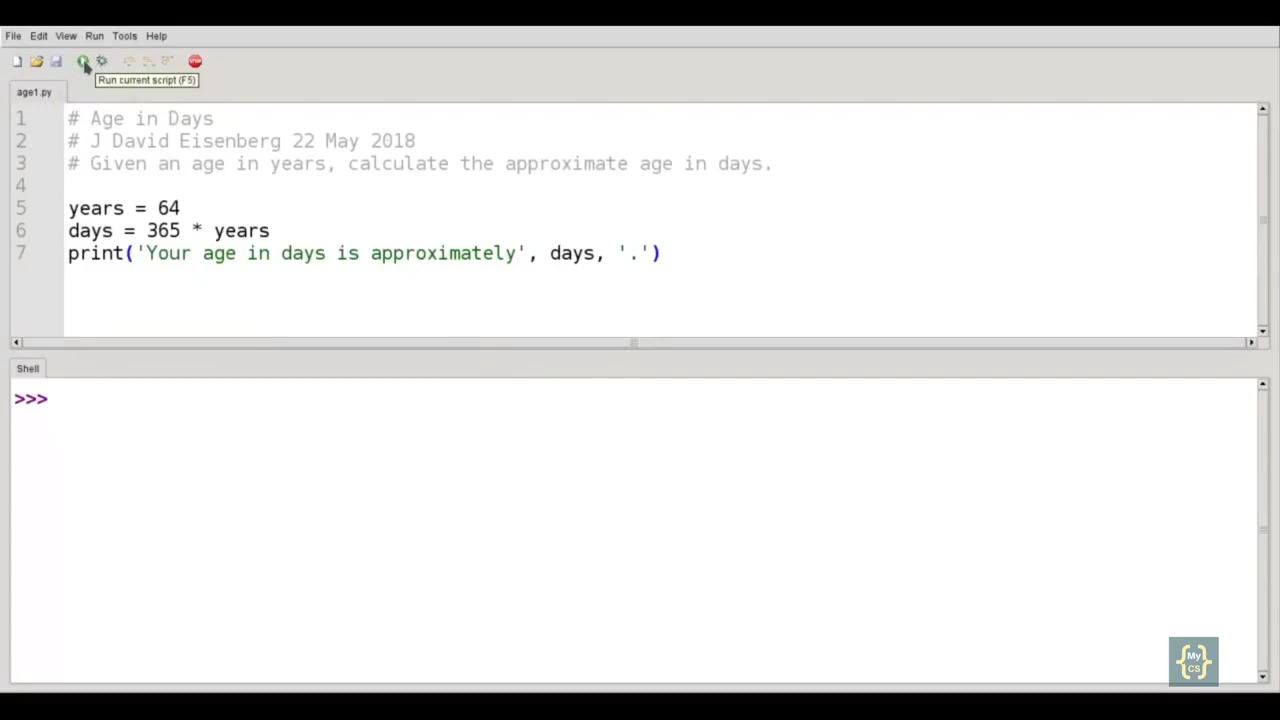 File Edit View Run Tools Help
STOP
Run current script (F5)
age1.py
1 # Age in Days
2 # J David Eisenberg 22 May 2018
3 # Given an age in years, calculate the approximate age in days.
4
5 years = 64
6 days = 365 * years
7 print('Your age in days is approximately', days, '.')
Shell
>>>
{My CS}